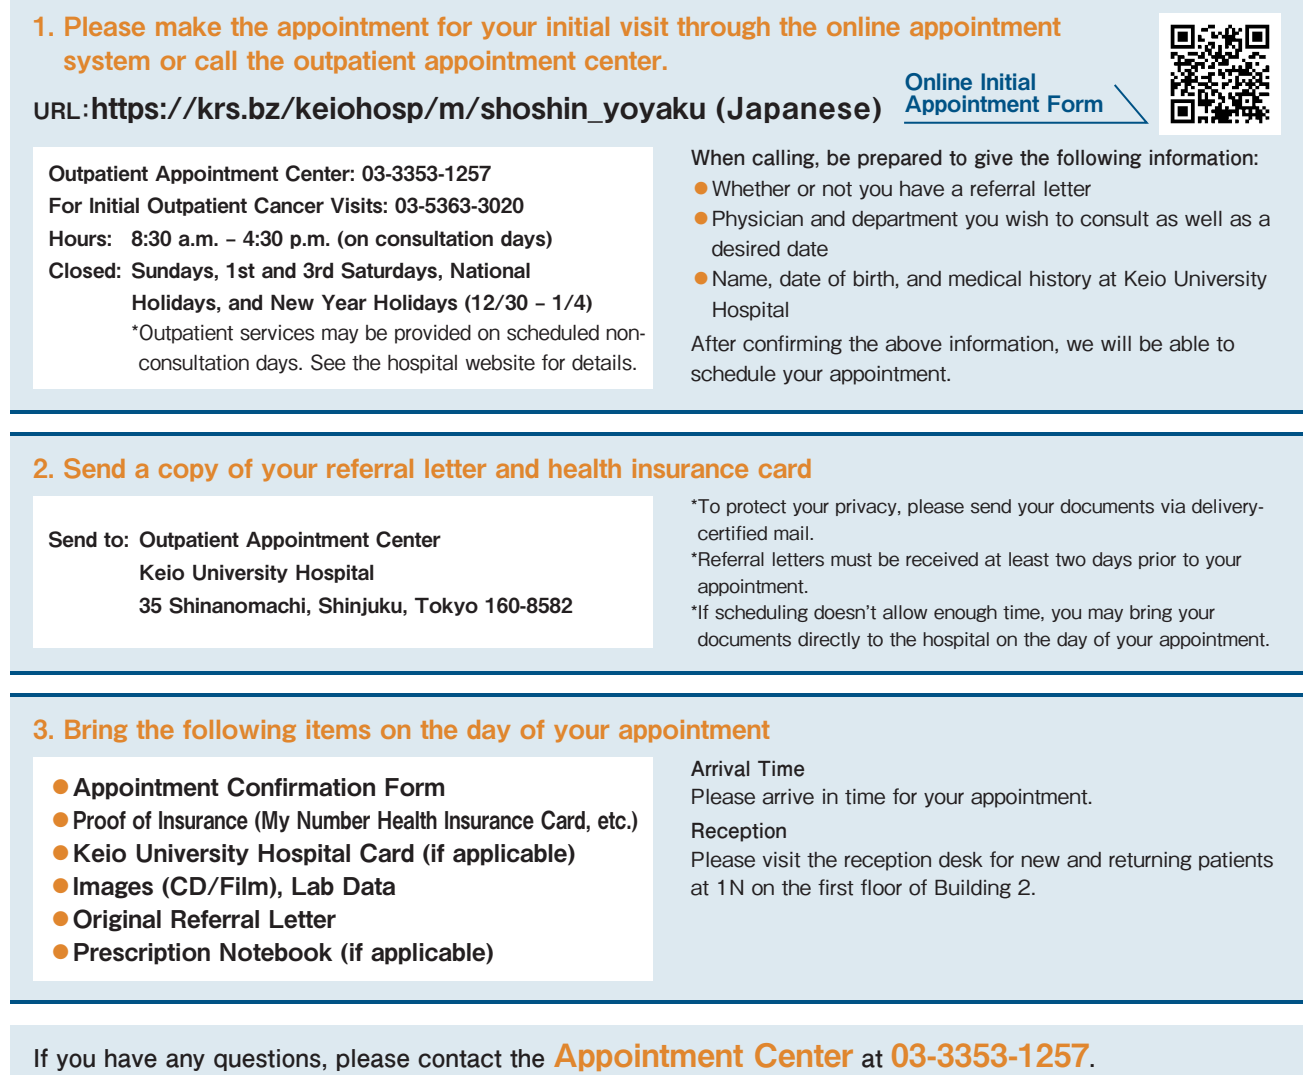 1. Please make the appointment for your initial visit through the online appointment
system or call the outpatient appointment center.
URL:https://krs.bz/keiohosp/m/shoshin_yoyaku (Japanese)
Online Initial
Appointment Form
Outpatient Appointment Center: 03-3353-1257
For Initial Outpatient Cancer Visits: 03-5363-3020
Hours: 8:30 a.m. – 4:30 p.m. (on consultation days)
Closed: Sundays, 1st and 3rd Saturdays, National
Holidays, and New Year Holidays (12/30 – 1/4)
*Outpatient services may be provided on scheduled non-
consultation days. See the hospital website for details.
When calling, be prepared to give the following information:
●Whether or not you have a referral letter
●Physician and department you wish to consult as well as a
desired date
●Name, date of birth, and medical history at Keio University
Hospital
After confirming the above information, we will be able to
schedule your appointment.
2. Send a copy of your referral letter and health insurance card
Send to: Outpatient Appointment Center
Keio University Hospital
35 Shinanomachi, Shinjuku, Tokyo 160-8582
*To protect your privacy, please send your documents via delivery-
certified mail.
*Referral letters must be received at least two days prior to your
appointment.
*If scheduling doesn't allow enough time, you may bring your
documents directly to the hospital on the day of your appointment.
3. Bring the following items on the day of your appointment
●Appointment Confirmation Form
●Proof of Insurance (My Number Health Insurance Card, etc.)
●Keio University Hospital Card (if applicable)
●Images (CD/Film), Lab Data
●Original Referral Letter
●Prescription Notebook (if applicable)
Arrival Time
Please arrive in time for your appointment.
Reception
Please visit the reception desk for new and returning patients
at 1N on the first floor of Building 2.
If you have any questions, please contact the Appointment Center at 03-3353-1257.